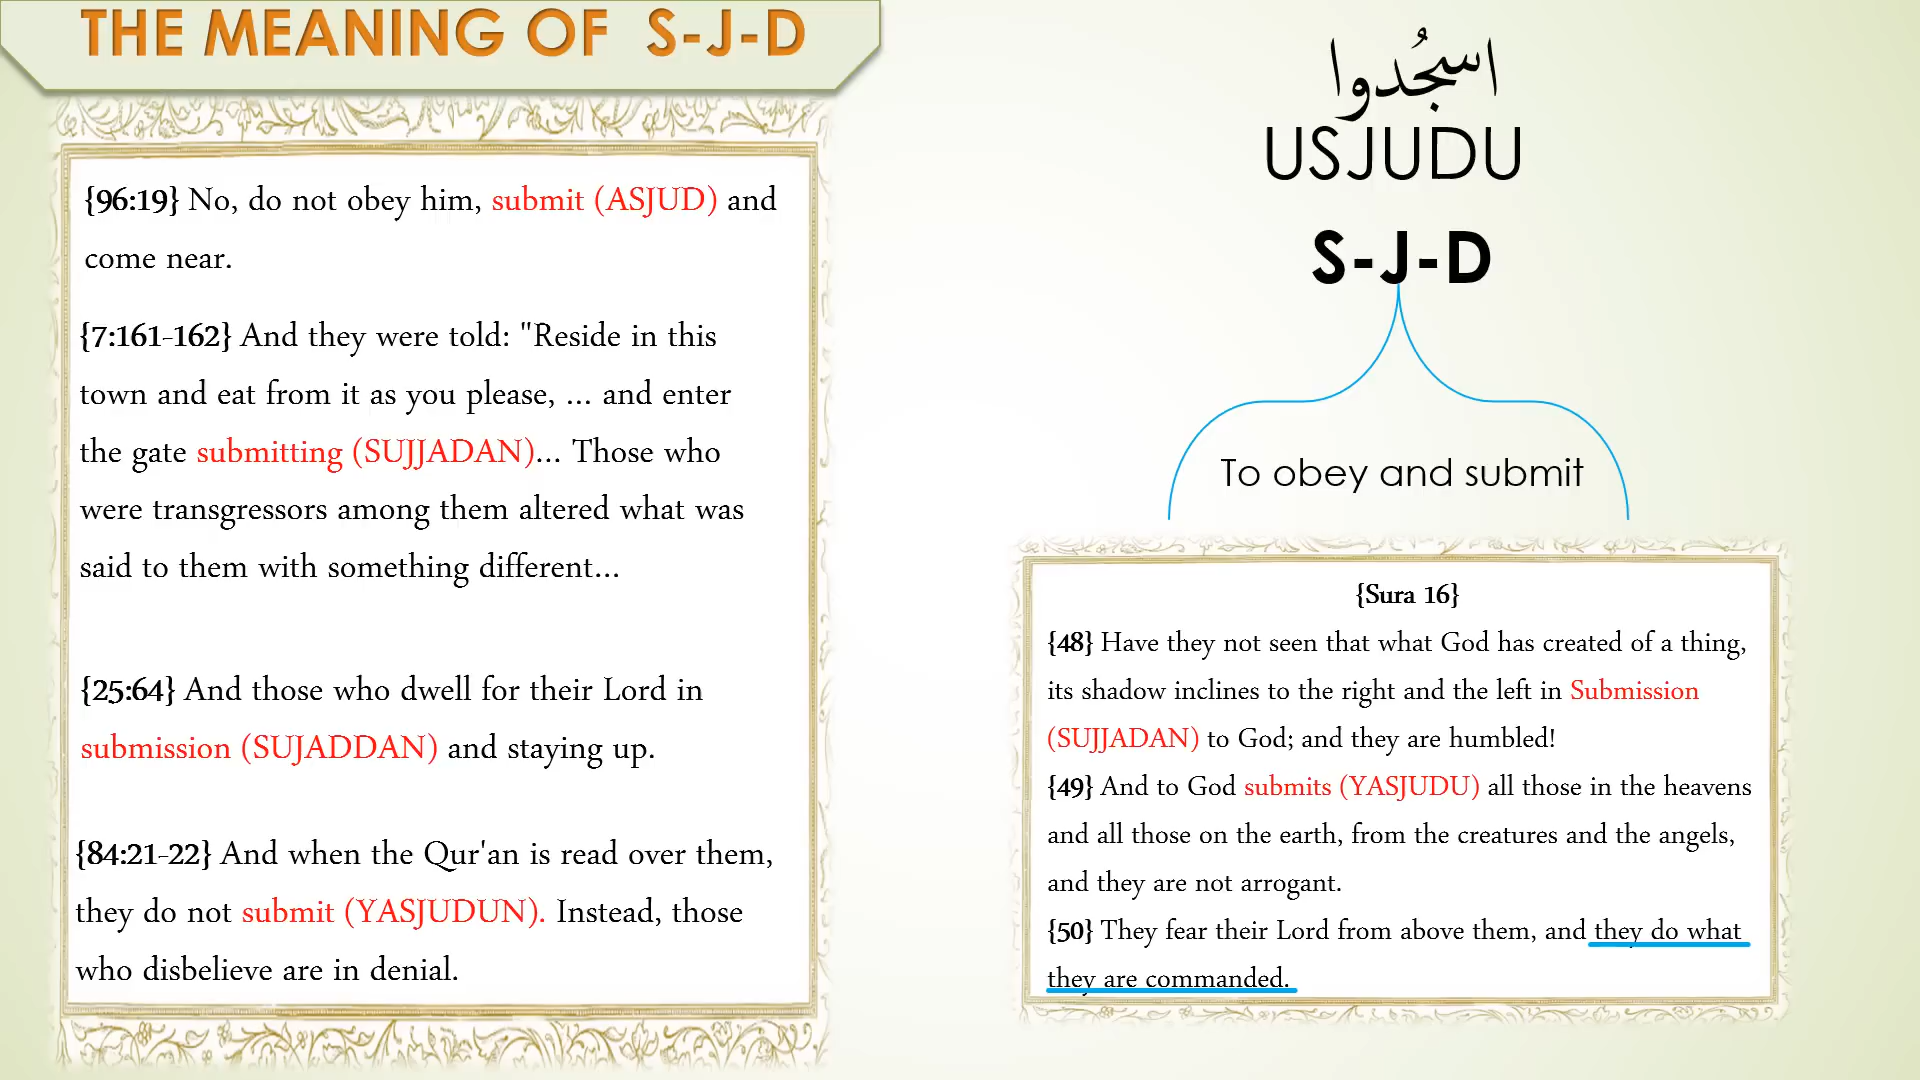 THE MEANING OF S-J-D
{96:19} No, do not obey him, submit (ASJUD) and
come near.
{7:161-162} And they were told: "Reside in this
town and eat from it as you please, ... and enter
the gate submitting (SUJJADAN)... Those who
were transgressors among them altered what was
said to them with something different...
{25:64} And those who dwell for their Lord in
submission (SUJADDAN) and staying up.
{84:21-22} And when the Qur'an is read over them,
they do not submit (YASJUDUN). Instead, those
who disbelieve are in denial.
اسجُدوا
USJUDU
S-J-D
To obey and submit
{Sura 16}
{48} Have they not seen that what God has created of a thing,
its shadow inclines to the right and the left in Submission
(SUJJADAN) to God; and they are humbled!
{49} And to God submits (YASJUDU) all those in the heavens
and all those on the earth, from the creatures and the angels,
and they are not arrogant.
{50} They fear their Lord from above them, and they do what
they are commanded.